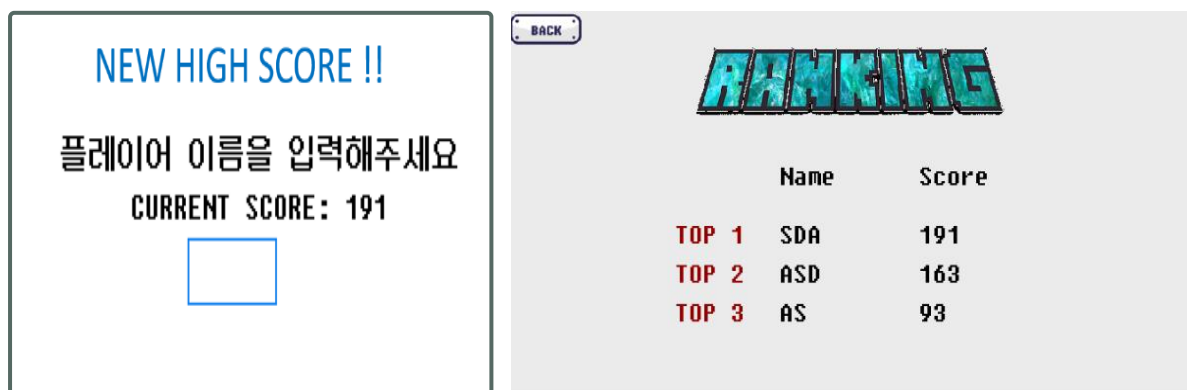 NEW HIGH SCORE !!
플레이어 이름을 입력해주세요
CURRENT SCORE: 191
BACK
RANKING
Name Score
TOP 1 SDA 191
TOP 2 ASD 163
TOP 3 AS 93